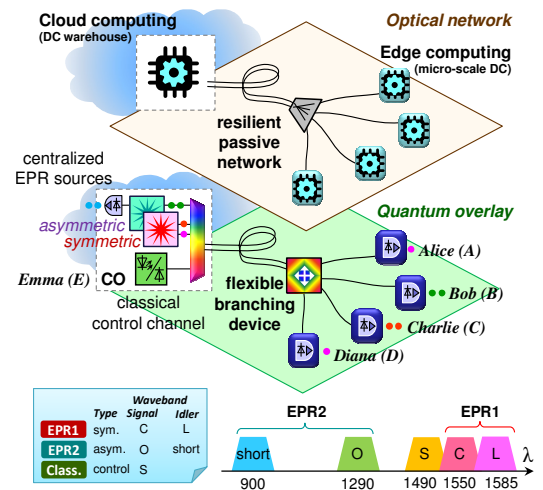 Cloud computing
(DC warehouse)
Optical network
Edge computing
(micro-scale DC)
resilient
passive
network
centralized
EPR sources
asymmetric
symmetric
Quantum overlay
Emma (E)
CO
classical
control channel
flexible
branching
device
Alice (A)
Bob (B)
Charlie (C)
Diana (D)
Waveband
Type Signal Idler
EPR1 sym. C L
EPR2 asym. O short
Class. control S
EPR2
EPR1
short O S C L λ
900 1290 1490 1550 1585